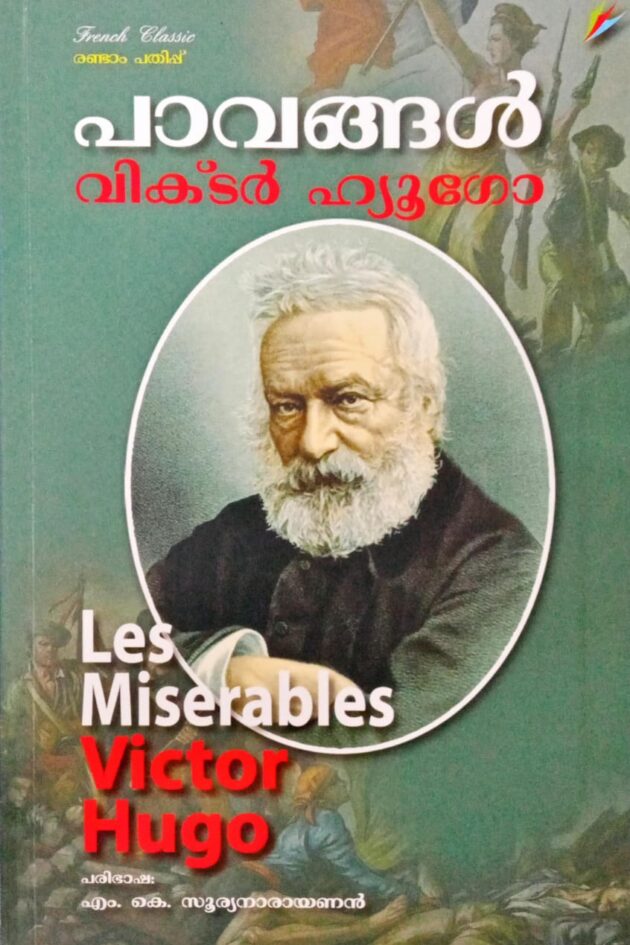 French Classic
രണ്ടാം പതിപ്പ്
പാവങ്ങൾ
വിക്ടർ ഹ്യൂഗോ
Les
Miserables
Victor
Hugo
പരിഭാഷ:
എം. കെ. സൂര്യനാരായണൻ